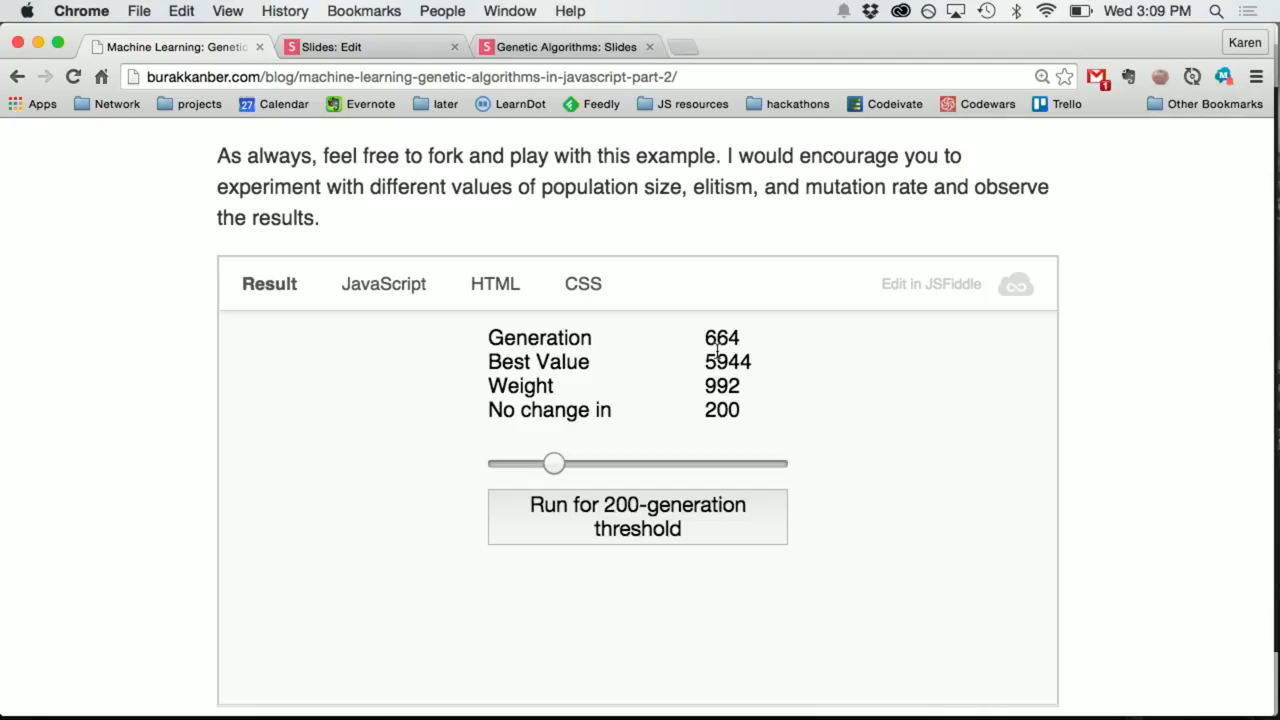 Chrome File Edit View History Bookmarks People Window Help Wed 3:09 PM
Machine Learning: Genetic Slides: Edit Genetic Algorithms: Slides Karen
burakkanber.com/blog/machine-learning-genetic-algorithms-in-javascript-part-2/ 1
Apps Network projects 27 Calendar Evernote later LearnDot Feedly JS resources hackathons Codeivate Codewars Trello Other Bookmarks
As always, feel free to fork and play with this example. I would encourage you to
experiment with different values of population size, elitism, and mutation rate and observe
the results.
Result JavaScript HTML CSS Edit in JSFiddle
Generation 664
Best Value 5944
Weight 992
No change in 200
Run for 200-generation
threshold